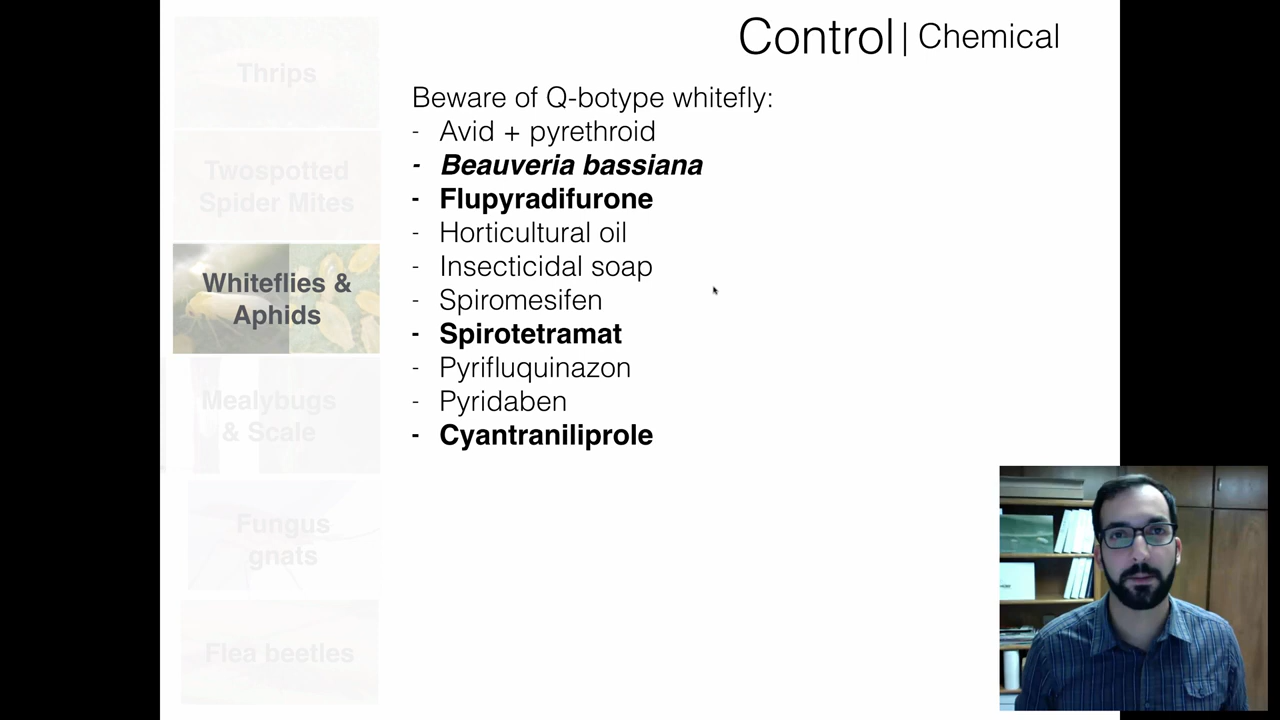 Control | Chemical
Thrips
Twospotted
Spider Mites
Whiteflies &
Aphids
Mealybugs
& Scale
Fungus
gnats
Flea beetles
Beware of Q-botype whitefly:
- Avid + pyrethroid
- Beauveria bassiana
- Flupyradifurone
- Horticultural oil
- Insecticidal soap
- Spiromesifen
- Spirotetramat
- Pyrifluquinazon
- Pyridaben
- Cyantraniliprole